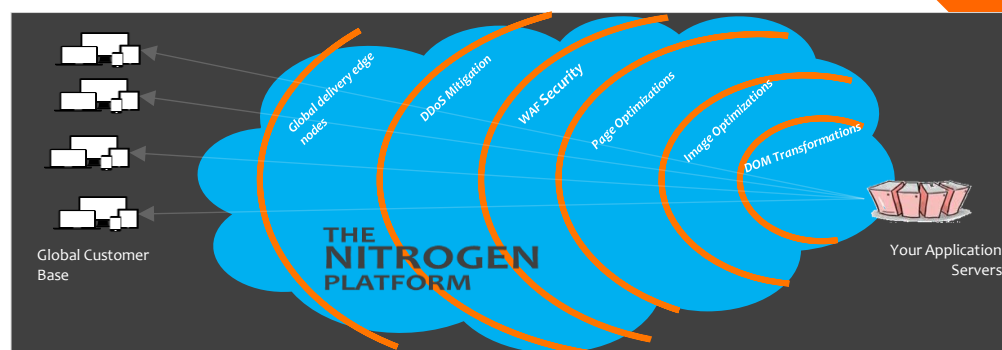 Global delivery edge
nodes
DDoS Mitigation
WAF Security
Page Optimizations
Image Optimizations
DOM Transformations
THE
NITROGEN
PLATFORM
Global Customer
Base
Your Application
Servers